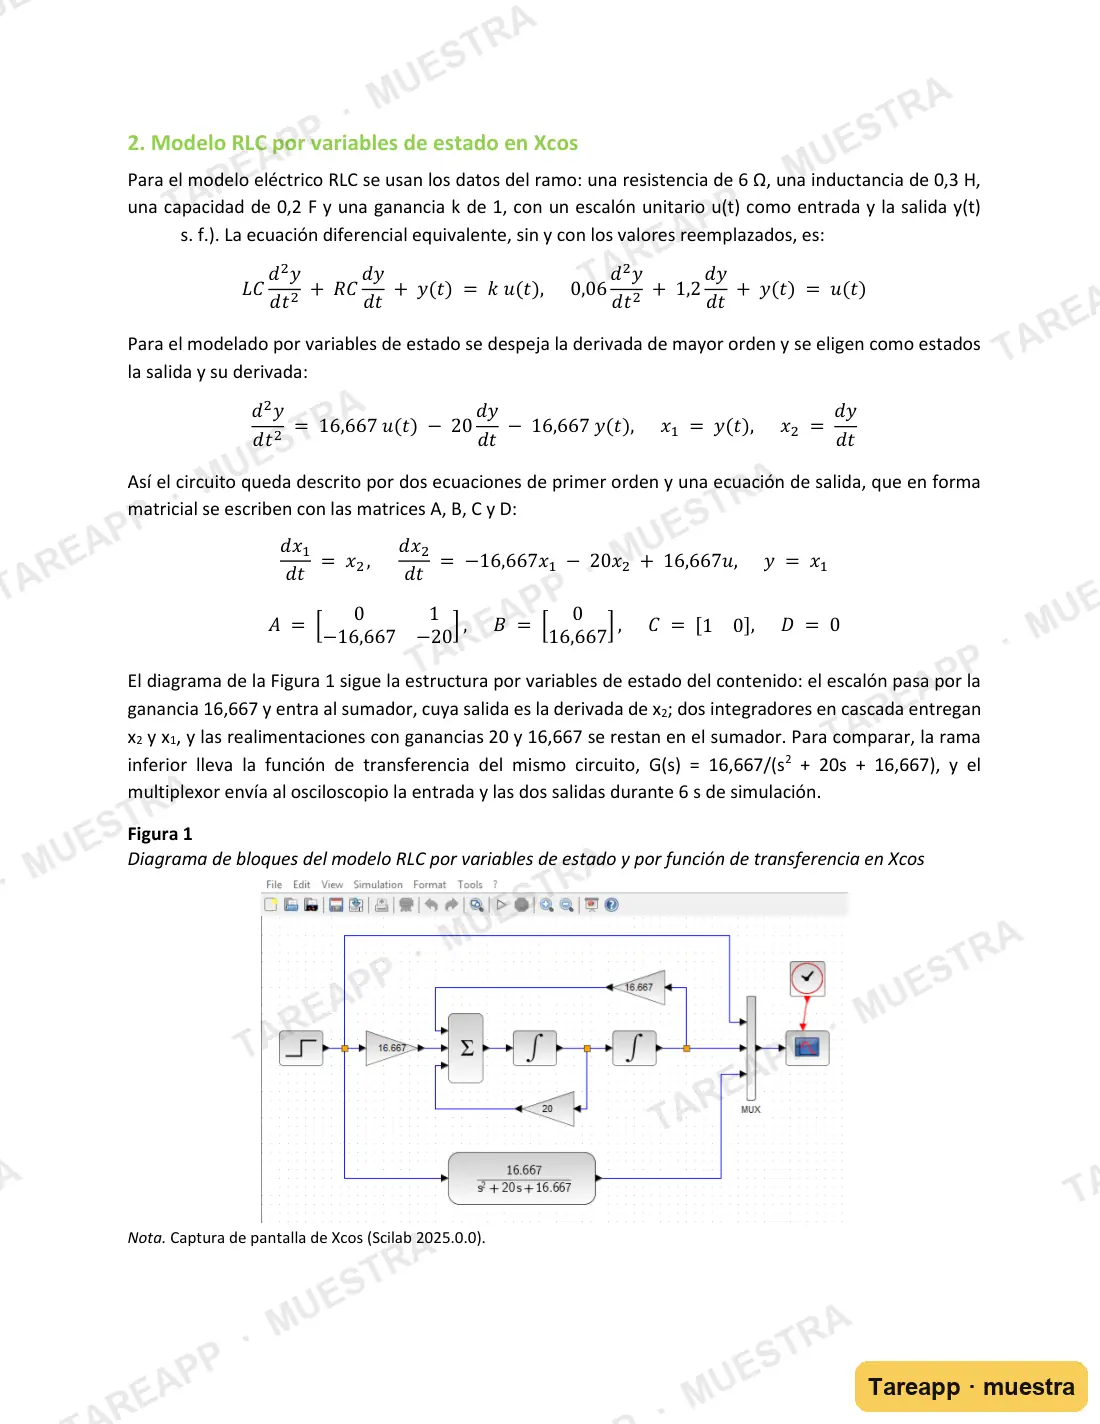 2. Modelo RLC por variables de estado en Xcos
Para el modelo eléctrico RLC se usan los datos del ramo: una resistencia de 6 Ω, una inductancia de 0,3 H,
una capacidad de 0,2 F y una ganancia k de 1, con un escalón unitario u(t) como entrada y la salida y(t)
s. f.). La ecuación diferencial equivalente, sin y con los valores reemplazados, es:
LC d²y/dt² + RC dy/dt + y(t) = k u(t), 0,06 d²y/dt² + 1,2 dy/dt + y(t) = u(t)
Para el modelado por variables de estado se despeja la derivada de mayor orden y se eligen como estados
la salida y su derivada:
d²y/dt² = 16,667 u(t) − 20 dy/dt − 16,667 y(t), x₁ = y(t), x₂ = dy/dt
Así el circuito queda descrito por dos ecuaciones de primer orden y una ecuación de salida, que en forma
matricial se escriben con las matrices A, B, C y D:
dx₁/dt = x₂, dx₂/dt = −16,667x₁ − 20x₂ + 16,667u, y = x₁
A = [0 1; −16,667 −20], B = [0; 16,667], C = [1 0], D = 0
El diagrama de la Figura 1 sigue la estructura por variables de estado del contenido: el escalón pasa por la
ganancia 16,667 y entra al sumador, cuya salida es la derivada de x₂; dos integradores en cascada entregan
x₂ y x₁, y las realimentaciones con ganancias 20 y 16,667 se restan en el sumador. Para comparar, la rama
inferior lleva la función de transferencia del mismo circuito, G(s) = 16,667/(s² + 20s + 16,667), y el
multiplexor envía al osciloscopio la entrada y las dos salidas durante 6 s de simulación.
Figura 1
Diagrama de bloques del modelo RLC por variables de estado y por función de transferencia en Xcos
File Edit View Simulation Format Tools ?
16.667
16.667
Σ
∫
∫
20
MUX
16.667
s² + 20s + 16.667
Nota. Captura de pantalla de Xcos (Scilab 2025.0.0).
TAREAPP · MUESTRA
Tareapp · muestra